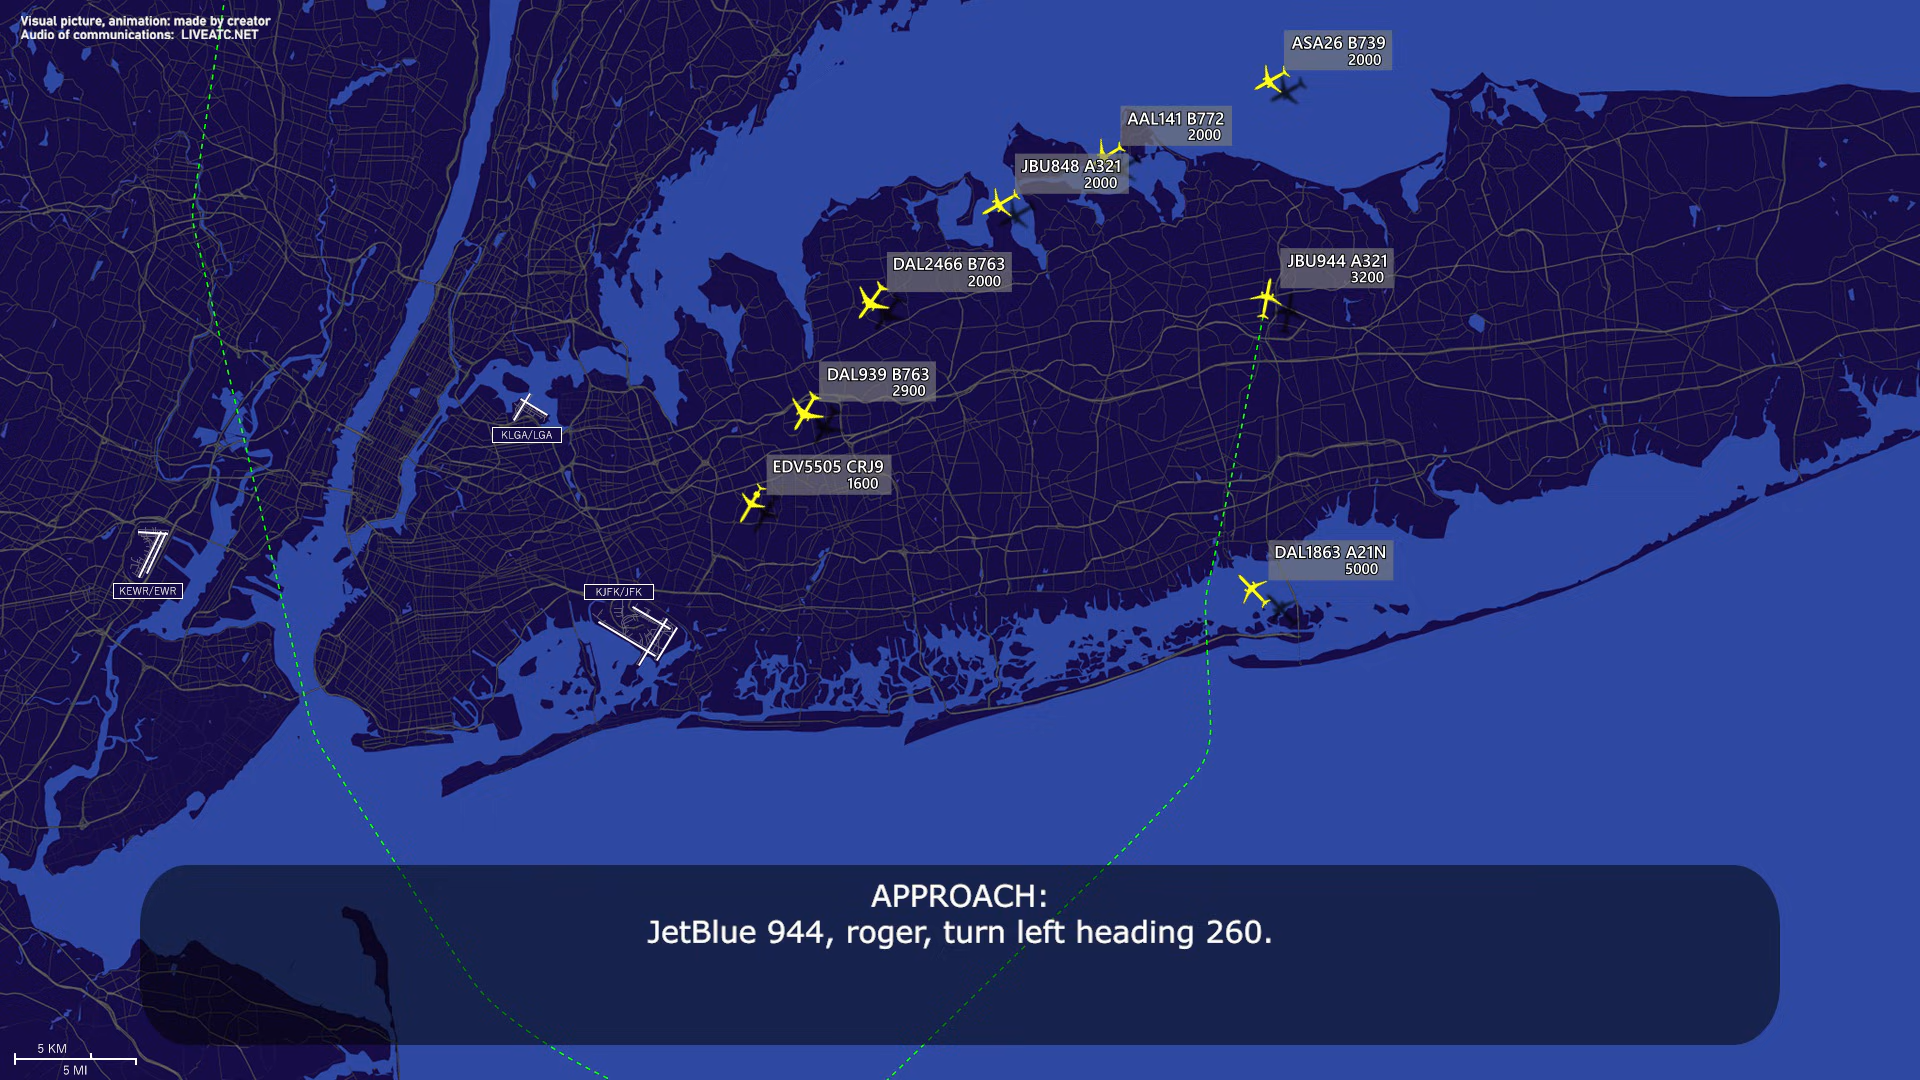 Visual picture, animation: made by creator
Audio of communications: LIVEATC.NET
ASA26 B739
2000
AAL141 B772
2000
JBU848 A321
2000
DAL2466 B763
2000
JBU944 A321
3200
DAL939 B763
2900
KLGA/LGA
EDV5505 CRJ9
1600
DAL1863 A21N
5000
KEWR/EWR
KJFK/JFK
APPROACH:
JetBlue 944, roger, turn left heading 260.
5 KM
5 MI